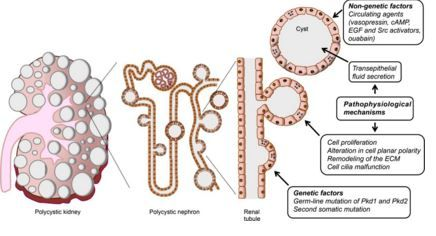 Non-genetic factors
Circulating agents
(vasopressin, cAMP,
EGF and Src activators,
ouabain)
Cyst
Transepithelial
fluid secretion
Pathophysiological
mechanisms
Cell proliferation
Alteration in cell planar polarity
Remodeling of the ECM
Cell cilia malfunction
Genetic factors
Germ-line mutation of Pkd1 and Pkd2
Second somatic mutation
Polycystic kidney
Polycystic nephron
Renal
tubule